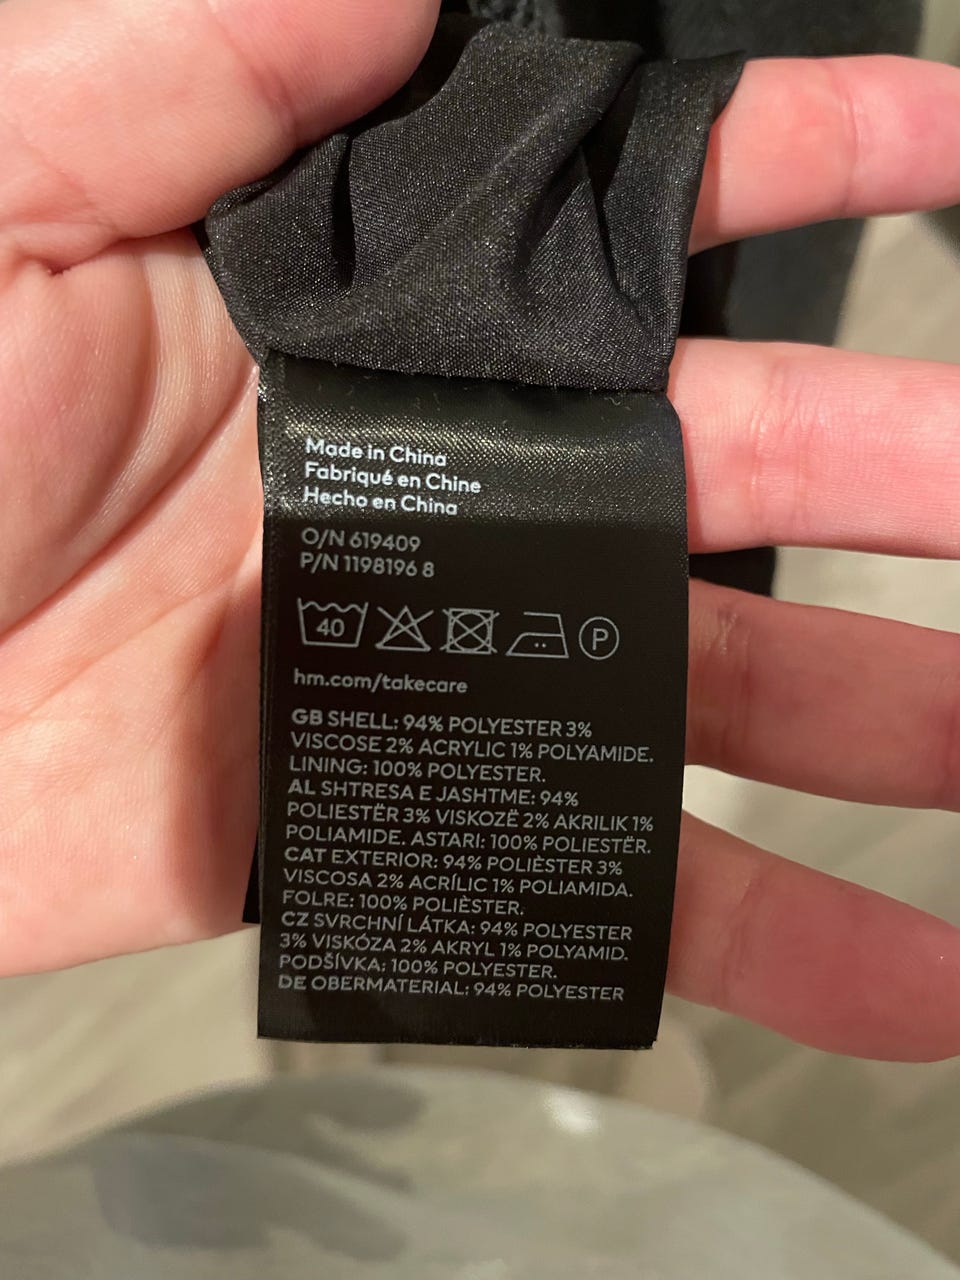 Made in China
Fabriqué en Chine
Hecho en China
O/N 619409
P/N 1198196 8
40 P
hm.com/takecare
GB SHELL: 94% POLYESTER 3%
VISCOSE 2% ACRYLIC 1% POLYAMIDE.
LINING: 100% POLYESTER.
AL SHTRESA E JASHTME: 94%
POLIESTËR 3% VISKOZË 2% AKRILIK 1%
POLIAMIDE. ASTARI: 100% POLIESTËR.
CAT EXTERIOR: 94% POLIÈSTER 3%
VISCOSA 2% ACRÍLIC 1% POLIAMIDA.
FOLRE: 100% POLIÈSTER.
CZ SVRCHNÍ LÁTKA: 94% POLYESTER
3% VISKÓZA 2% AKRYL 1% POLYAMID.
PODŠÍVKA: 100% POLYESTER.
DE OBERMATERIAL: 94% POLYESTER